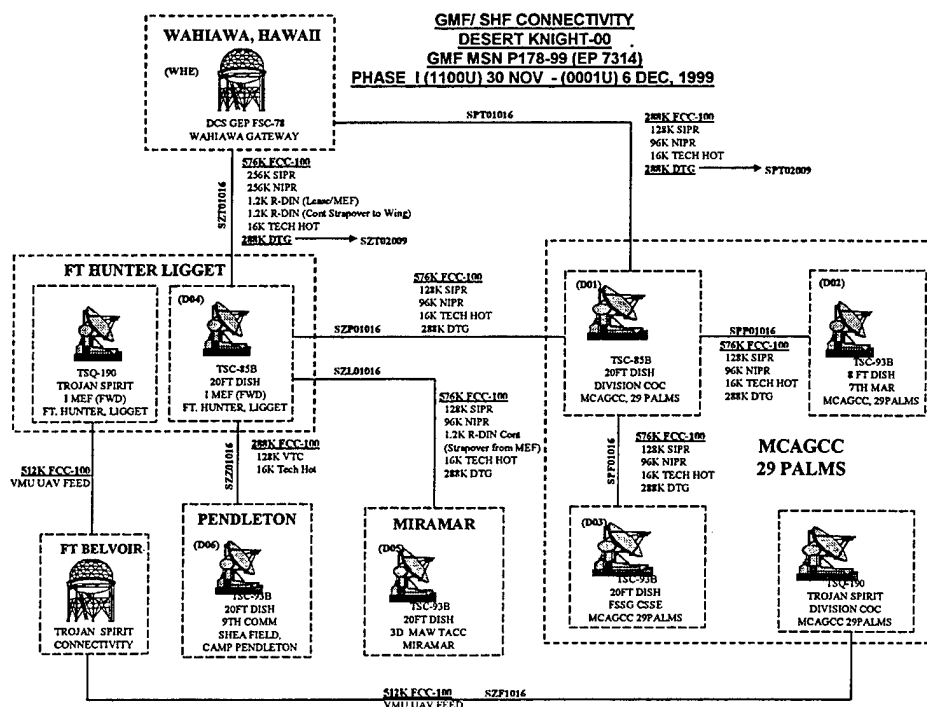 GMF/ SHF CONNECTIVITY
DESERT KNIGHT-00
GMF MSN P178-99 (EP 7314)
PHASE I (1100U) 30 NOV - (0001U) 6 DEC, 1999
WAHIAWA, HAWAII
(WHE)
DCS GEP FSC-78
WAHIAWA GATEWAY
SPT01016
288K FCC-100
128K SIPR
96K NIPR
16K TECH HOT
288K DTG
SPT02009
SZT01016
576K FCC-100
256K SIPR
256K NIPR
1.2K R-DIN (Lease/MEF)
1.2K R-DIN (Cont Strapover to Wing)
16K TECH HOT
288K DTG
SZT02009
FT HUNTER LIGGET
TSQ-190
TROJAN SPIRIT
I MEF (FWD)
FT. HUNTER, LIGGET
(D04)
TSC-85B
20FT DISH
I MEF (FWD)
FT. HUNTER, LIGGET
576K FCC-100
128K SIPR
96K NIPR
16K TECH HOT
288K DTG
SZP01016
(D01)
TSC-85B
20FT DISH
DIVISION COC
MCAGCC, 29 PALMS
SPP01016
576K FCC-100
128K SIPR
96K NIPR
16K TECH HOT
288K DTG
(D02)
TSC-93B
8 FT DISH
7TH MAR
MCAGCC, 29PALMS
SZL01016
576K FCC-100
128K SIPR
96K NIPR
1.2K R-DIN Cont
(Strapover from MEF)
16K TECH HOT
288K DTG
SPF01016
576K FCC-100
128K SIPR
96K NIPR
16K TECH HOT
288K DTG
MCAGCC
29 PALMS
512K FCC-100
VMU UAV FEED
SZZ01016
288K FCC-100
128K VTC
16K Tech Hot
FT BELVOIR
TROJAN SPIRIT
CONNECTIVITY
PENDLETON
(D06)
TSC-93B
20FT DISH
9TH COMM
SHEA FIELD,
CAMP PENDLETON
MIRAMAR
(D05)
TSC-93B
20FT DISH
3D MAW TACC
MIRAMAR
(D03)
TSC-93B
20FT DISH
FSSG CSSE
MCAGCC 29PALMS
TSQ-190
TROJAN SPIRIT
DIVISION COC
MCAGCC 29PALMS
512K FCC-100
SZF1016
VMU UAV FEED